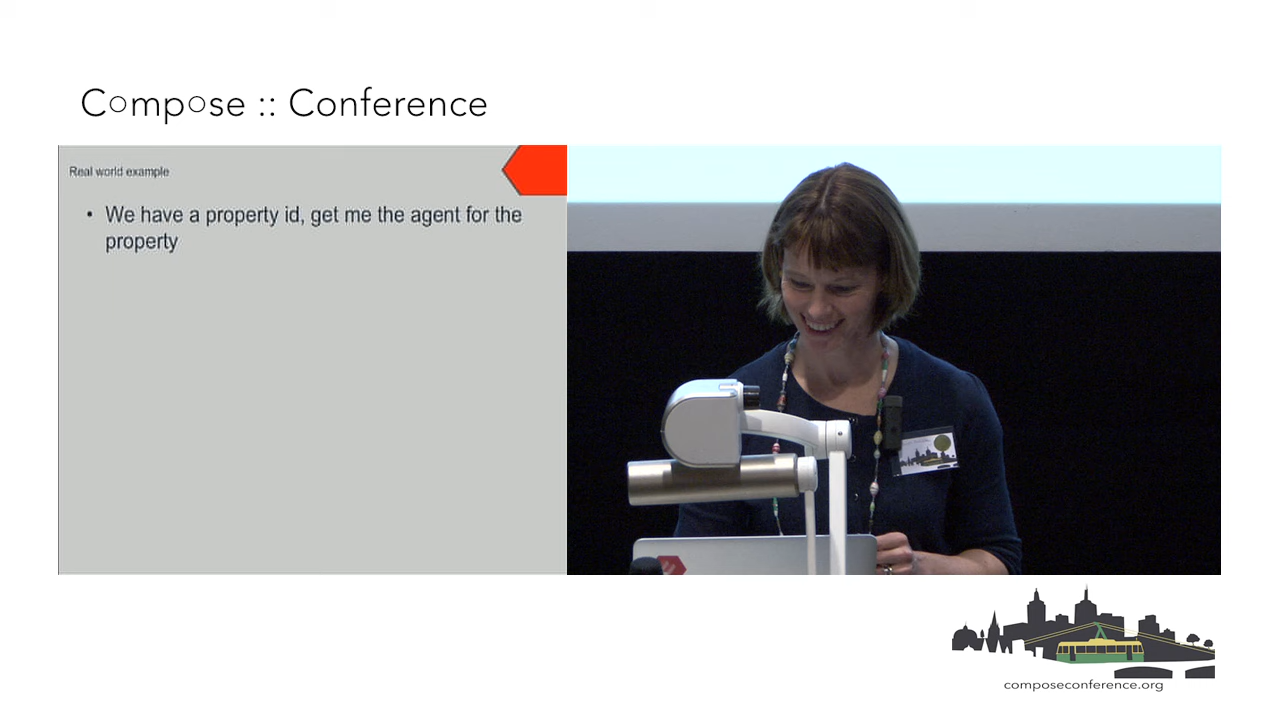 Compose :: Conference
Real world example
• We have a property id, get me the agent for the
property
composeconference.org